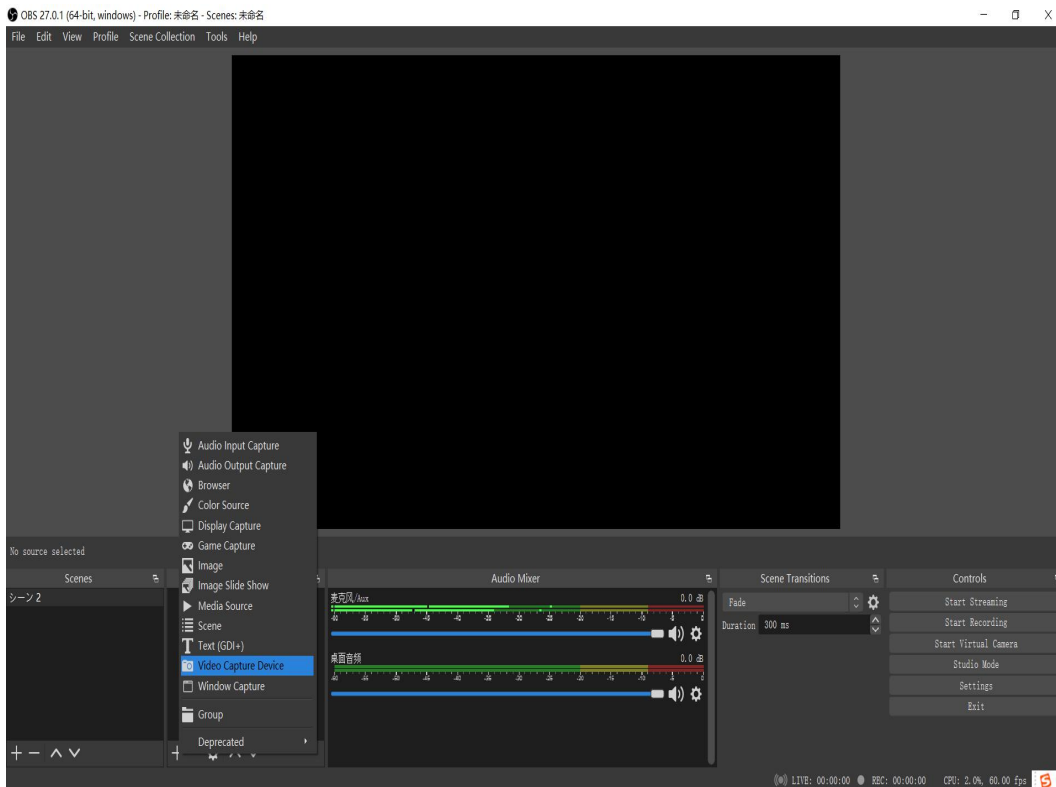 OBS 27.0.1 (64-bit, windows) - Profile: 未命名 - Scenes: 未命名
File Edit View Profile Scene Collection Tools Help
Audio Input Capture
Audio Output Capture
Browser
Color Source
Display Capture
Game Capture
Image
Image Slide Show
Media Source
Scene
Text (GDI+)
Video Capture Device
Window Capture
Group
Deprecated
No source selected
Scenes
シーン 2
Audio Mixer
麦克风/Aux 0.0 dB
桌面音频 0.0 dB
Scene Transitions
Fade
Duration 300 ms
Controls
Start Streaming
Start Recording
Start Virtual Camera
Studio Mode
Settings
Exit
LIVE: 00:00:00 REC: 00:00:00 CPU: 2.0%, 60.00 fps